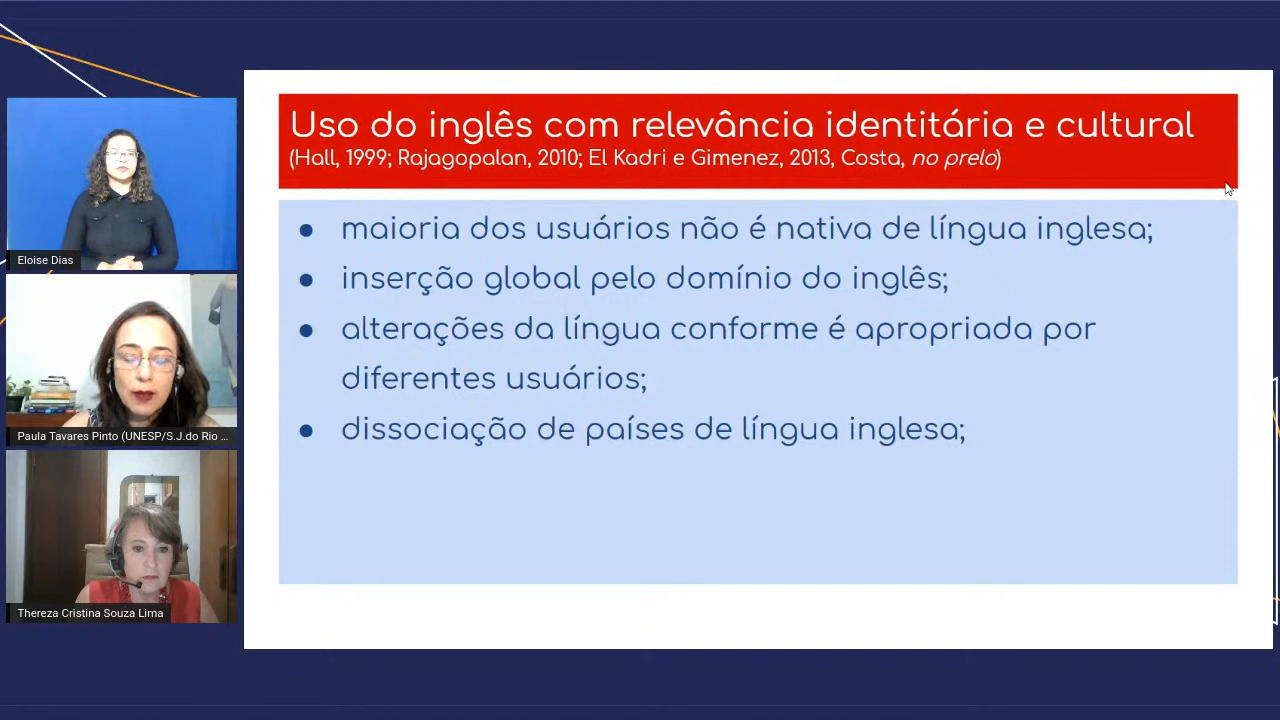 Uso do inglês com relevância identitária e cultural
(Hall, 1999; Rajagopalan, 2010; El Kadri e Gimenez, 2013, Costa, no prelo)
● maioria dos usuários não é nativa de língua inglesa;
● inserção global pelo domínio do inglês;
● alterações da língua conforme é apropriada por
diferentes usuários;
● dissociação de países de língua inglesa;
Eloise Dias
Paula Tavares Pinto (UNESP/S.J.do Rio ...
Thereza Cristina Souza Lima